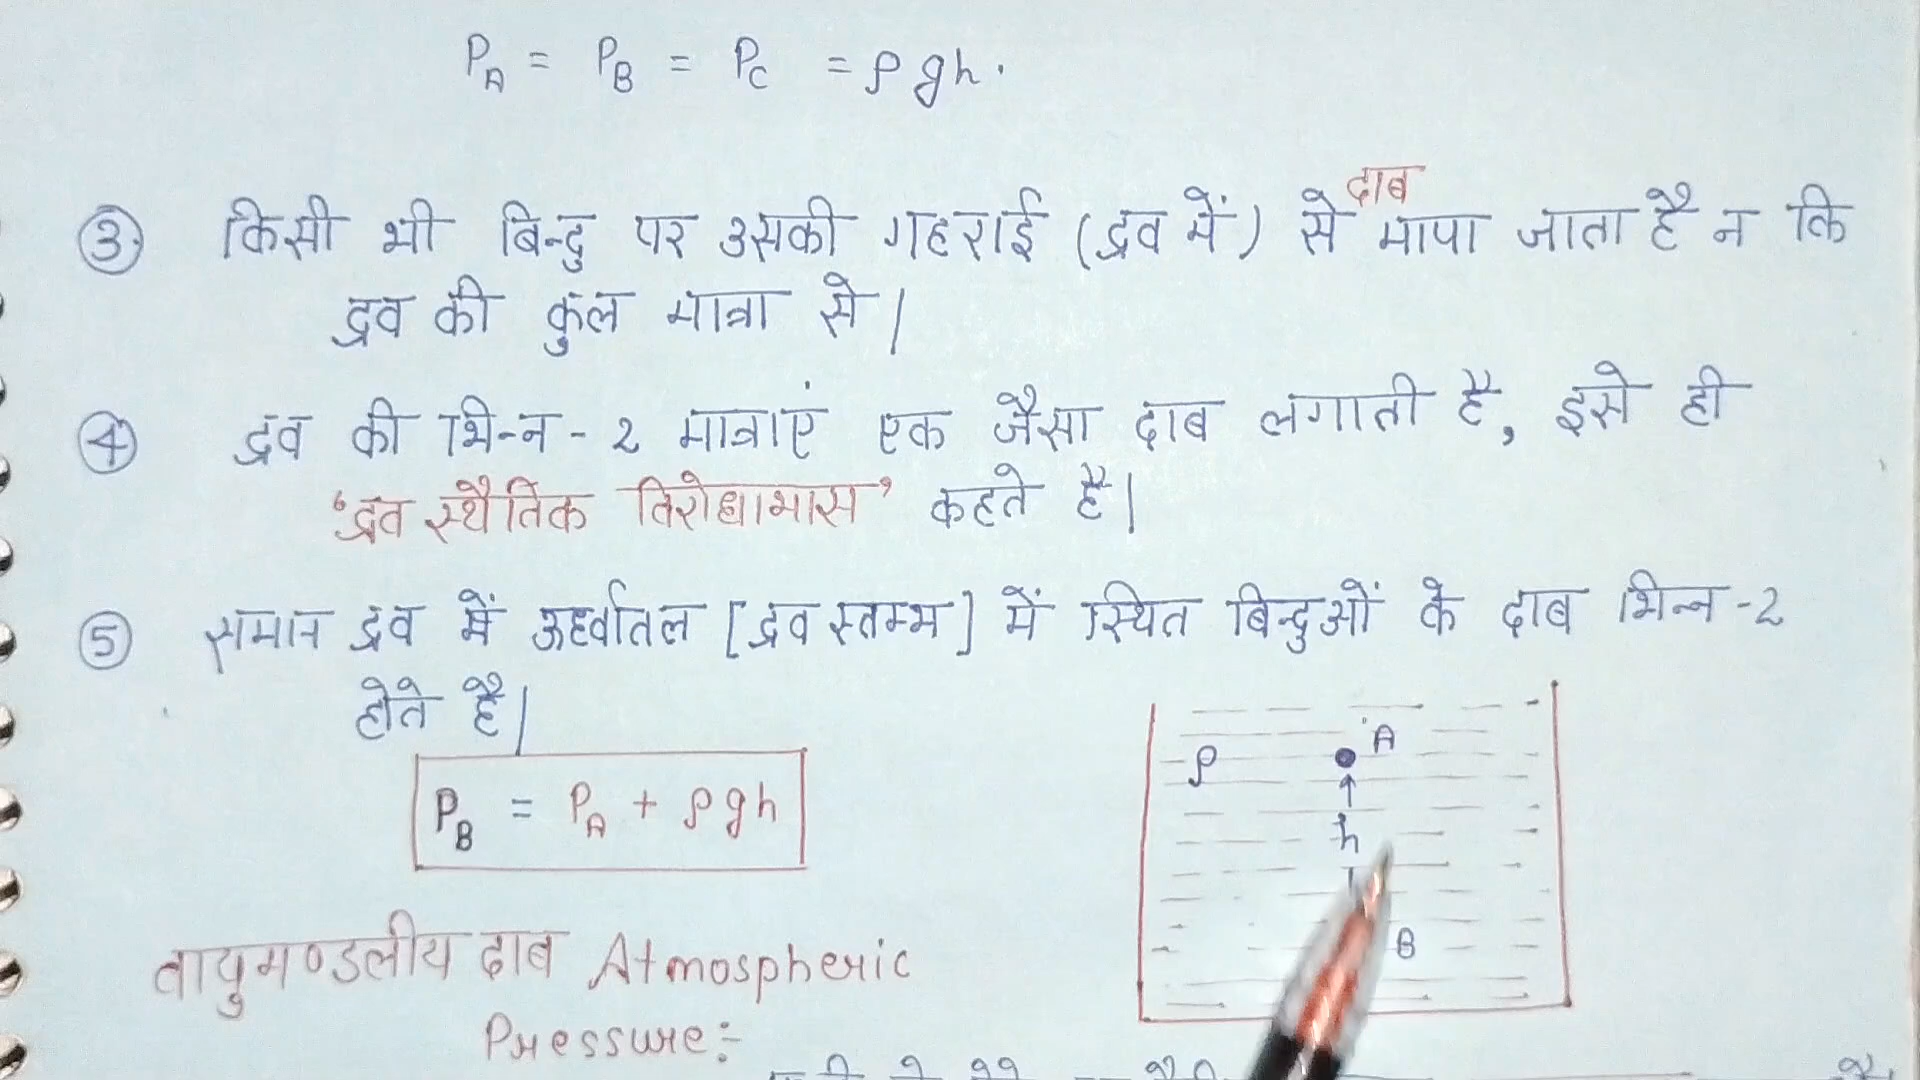 P_A = P_B = P_C = ρgh.
दाब
③ किसी भी बिन्दु पर उसकी गहराई (द्रव में) से मापा जाता है न कि
द्रव की कुल मात्रा से।
④ द्रव की भिन्न-2 मात्राएं एक जैसा दाब लगाती है, इसे ही
'द्रव स्थैतिक विरोधाभास' कहते है।
⑤ समान द्रव में ऊर्ध्वातल [द्रव स्तम्भ] में स्थित बिन्दुओं के दाब भिन्न-2
होते है।
P_B = P_A + ρgh
A
ρ
h
B
वायुमण्डलीय दाब Atmospheric
Pressure:-